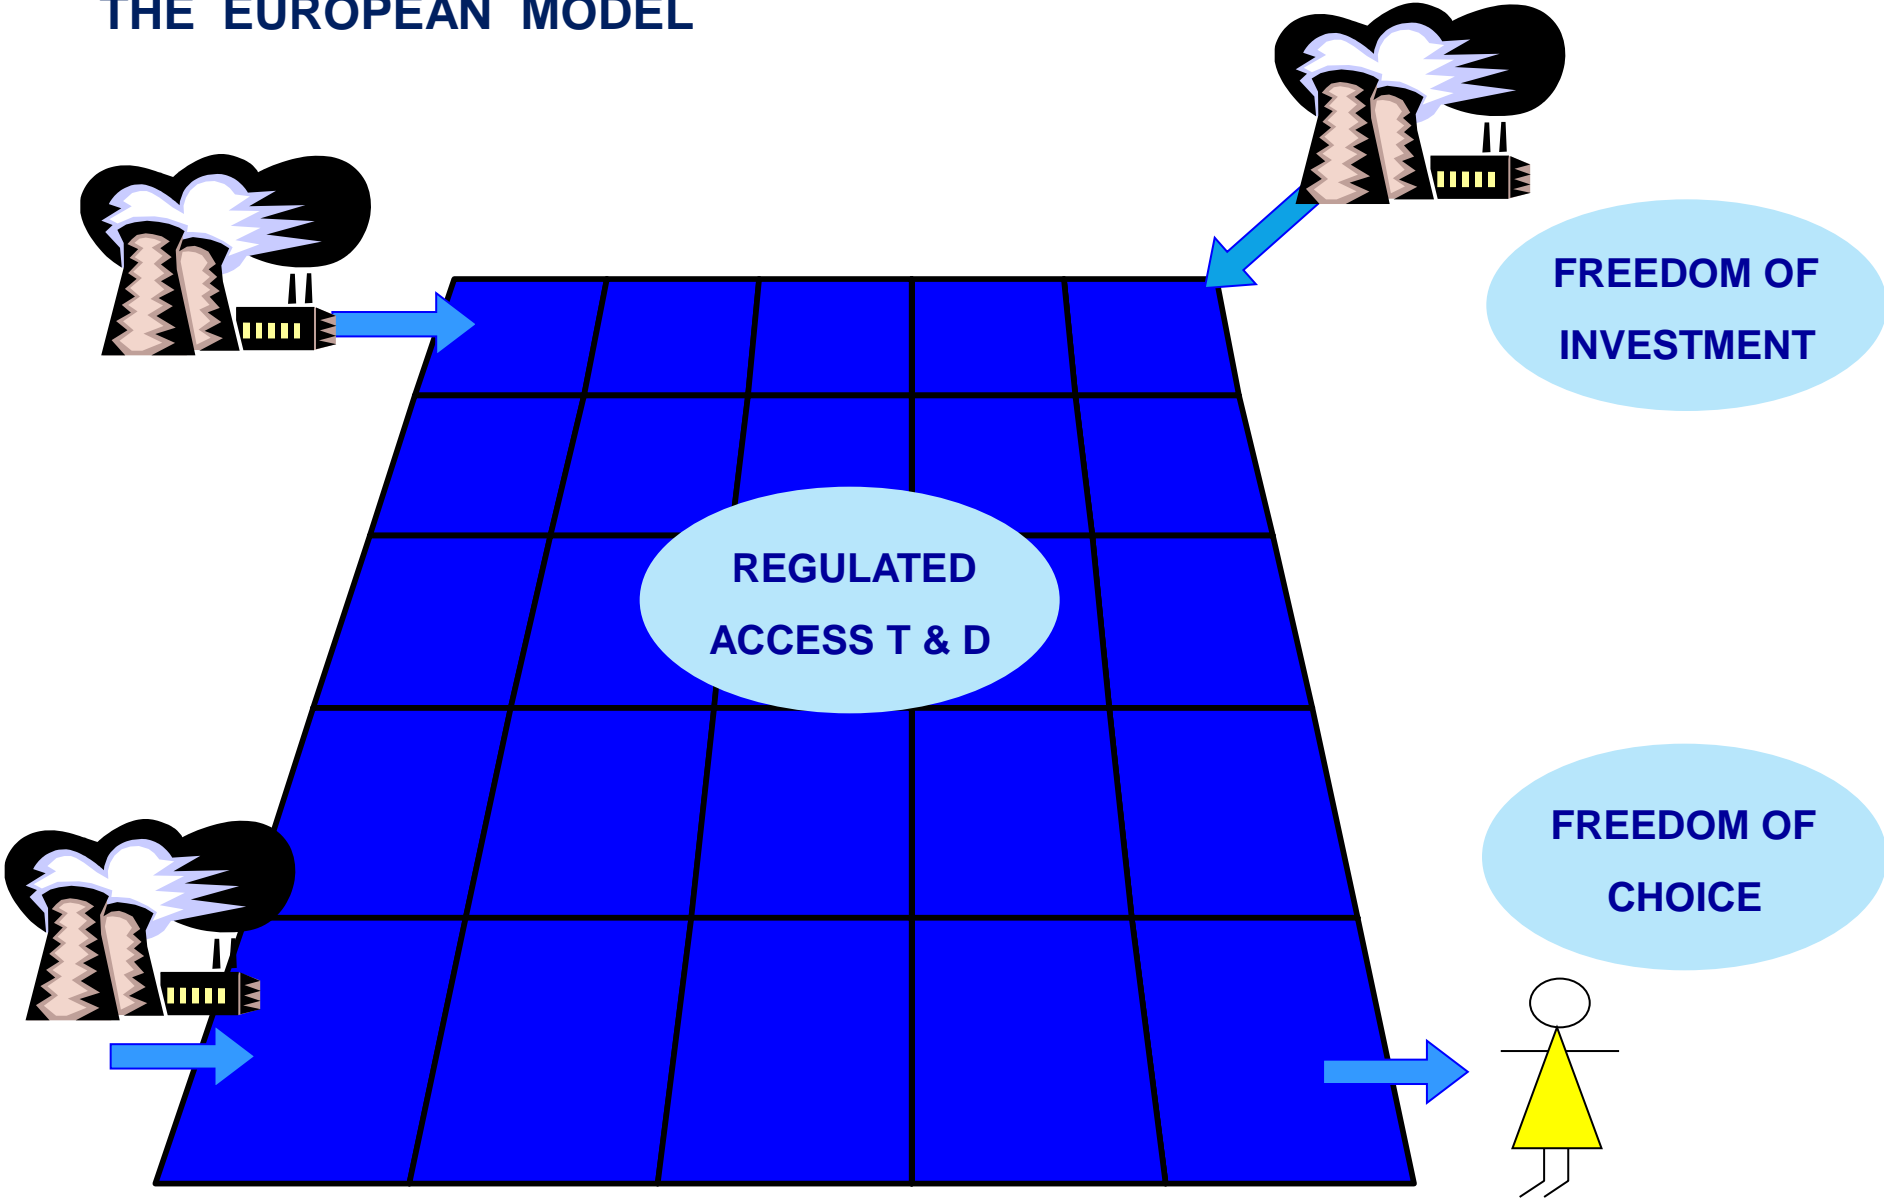 THE EUROPEAN MODEL
FREEDOM OF
INVESTMENT
REGULATED
ACCESS T & D
FREEDOM OF
CHOICE